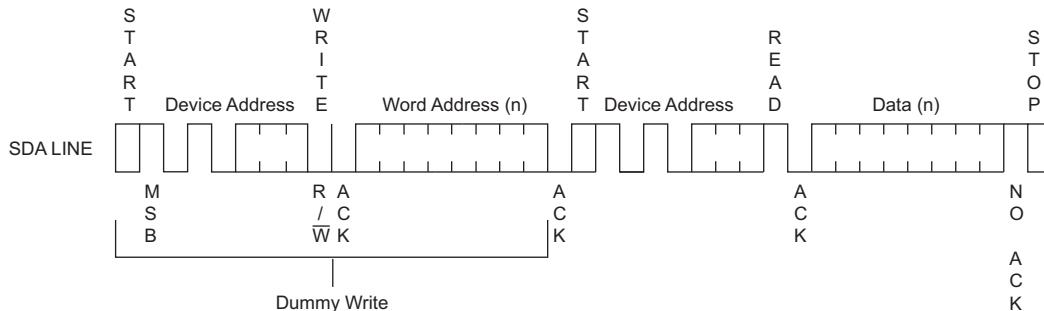 START
WRITE
START
READ
STOP
Device Address
Word Address (n)
Device Address
Data (n)
SDA LINE
MSB
R/W
ACK
ACK
ACK
NO ACK
Dummy Write